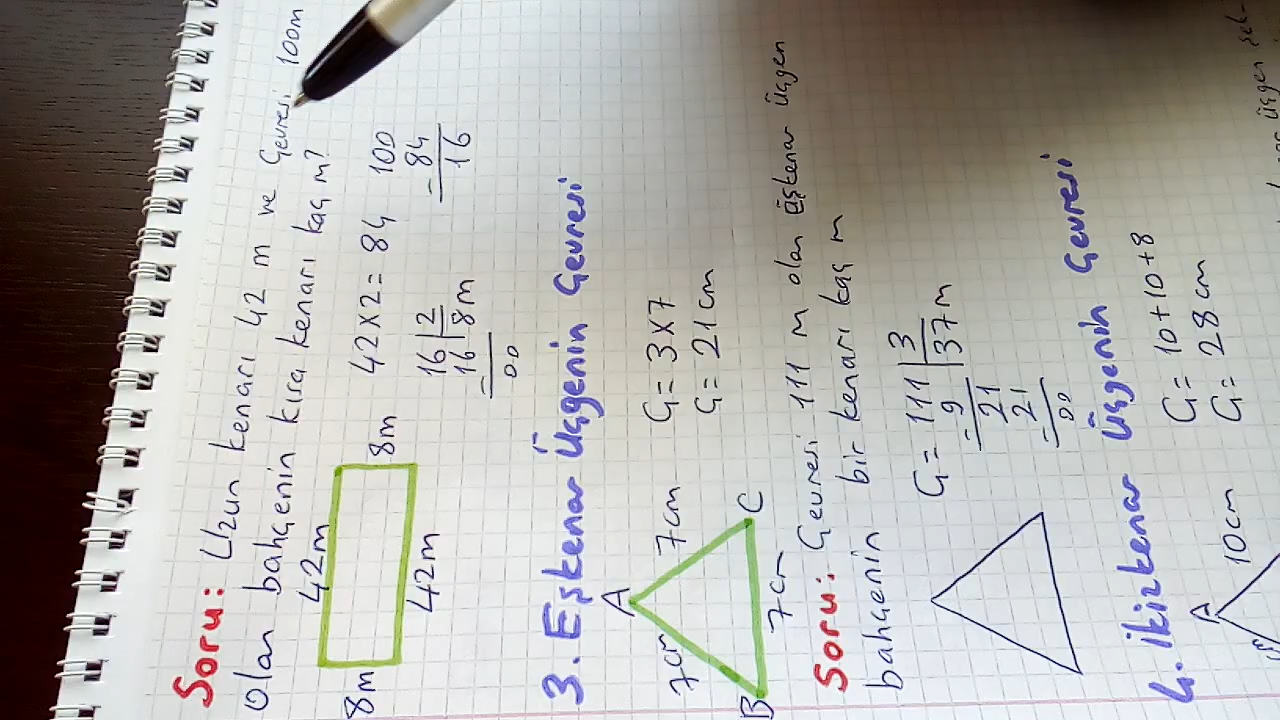 Soru: Uzun kenarı 42 m ve Çevresi 100m
olan bahçenin kısa kenarı kaç m?
42m
8m
8m
42m
42x2=84
100
-84
16
16 | 2
-16 | 8m
00
3. Eşkenar Üçgenin Çevresi
A
7cm
7cm
B
C
7cm
Ç= 3x7
Ç= 21cm
Soru: Çevresi 111 m olan Eşkenar Üçgen
bahçenin bir kenarı kaç m
Ç= 111 | 3
-9 | 37m
21
-21
00
4. İkizkenar Üçgenin Çevresi
A
10cm
Ç= 10+10+8
Ç= 28cm